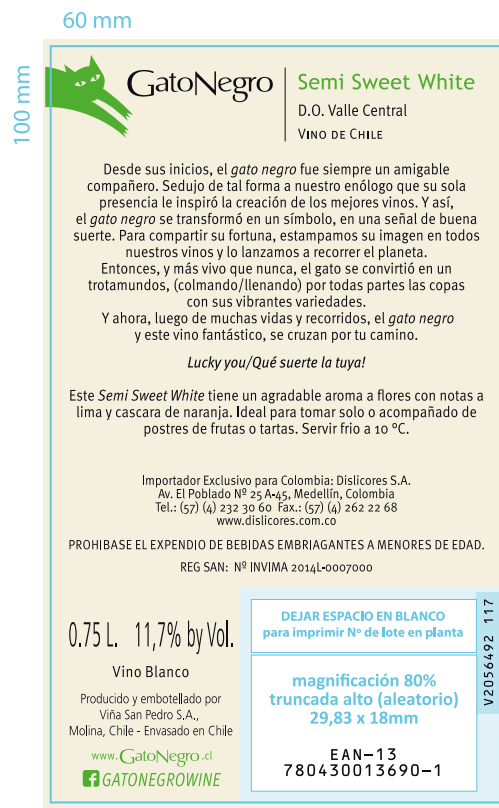 60 mm
100 mm
GatoNegro
Semi Sweet White
D.O. Valle Central
VINO DE CHILE
Desde sus inicios, el gato negro fue siempre un amigable
compañero. Sedujo de tal forma a nuestro enólogo que su sola
presencia le inspiró la creación de los mejores vinos. Y así,
el gato negro se transformó en un símbolo, en una señal de buena
suerte. Para compartir su fortuna, estampamos su imagen en todos
nuestros vinos y lo lanzamos a recorrer el planeta.
Entonces, y más vivo que nunca, el gato se convirtió en un
trotamundos, (colmando/llenando) por todas partes las copas
con sus vibrantes variedades.
Y ahora, luego de muchas vidas y recorridos, el gato negro
y este vino fantástico, se cruzan por tu camino.
Lucky you/Qué suerte la tuya!
Este Semi Sweet White tiene un agradable aroma a flores con notas a
lima y cascara de naranja. Ideal para tomar solo o acompañado de
postres de frutas o tartas. Servir frio a 10 °C.
Importador Exclusivo para Colombia: Dislicores S.A.
Av. El Poblado Nº 25 A-45, Medellín, Colombia
Tel.: (57) (4) 232 30 60 Fax.: (57) (4) 262 22 68
www.dislicores.com.co
PROHIBASE EL EXPENDIO DE BEBIDAS EMBRIAGANTES A MENORES DE EDAD.
REG SAN: Nº INVIMA 2014L-0007000
0.75 L. 11,7% by Vol.
Vino Blanco
Producido y embotellado por
Viña San Pedro S.A.,
Molina, Chile - Envasado en Chile
www.GatoNegro.cl
GATONEGROWINE
DEJAR ESPACIO EN BLANCO
para imprimir Nº de lote en planta
magnificación 80%
truncada alto (aleatorio)
29,83 x 18mm
EAN-13
780430013690-1
V2056492 117